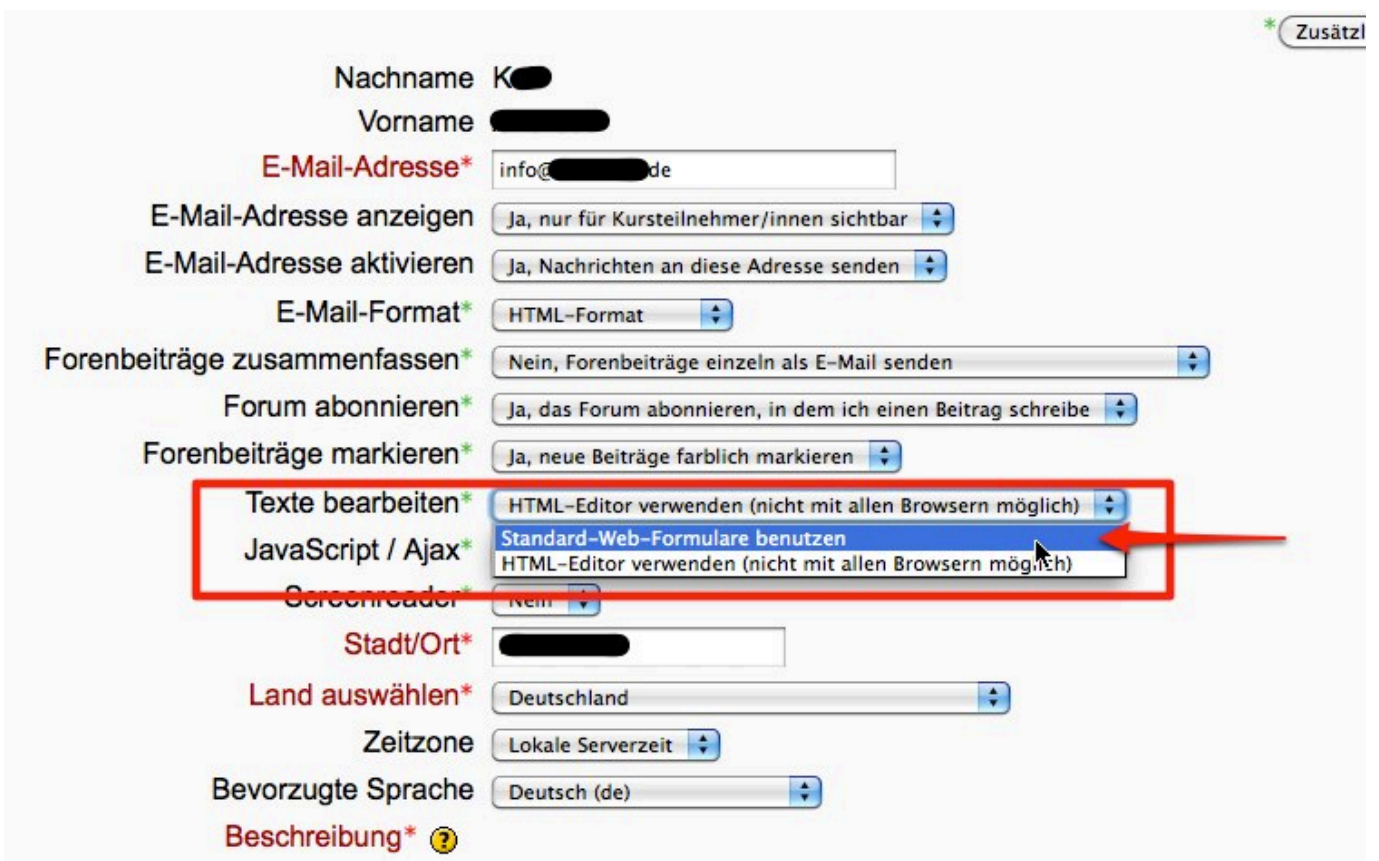 * Zusätzl
Nachname K
Vorname
E-Mail-Adresse* info@ de
E-Mail-Adresse anzeigen Ja, nur für Kursteilnehmer/innen sichtbar
E-Mail-Adresse aktivieren Ja, Nachrichten an diese Adresse senden
E-Mail-Format* HTML-Format
Forenbeiträge zusammenfassen* Nein, Forenbeiträge einzeln als E-Mail senden
Forum abonnieren* Ja, das Forum abonnieren, in dem ich einen Beitrag schreibe
Forenbeiträge markieren* Ja, neue Beiträge farblich markieren
Texte bearbeiten* HTML-Editor verwenden (nicht mit allen Browsern möglich)
Standard-Web-Formulare benutzen
JavaScript / Ajax* HTML-Editor verwenden (nicht mit allen Browsern möglich)
Screenreader* Nein
Stadt/Ort*
Land auswählen* Deutschland
Zeitzone Lokale Serverzeit
Bevorzugte Sprache Deutsch (de)
Beschreibung* ?